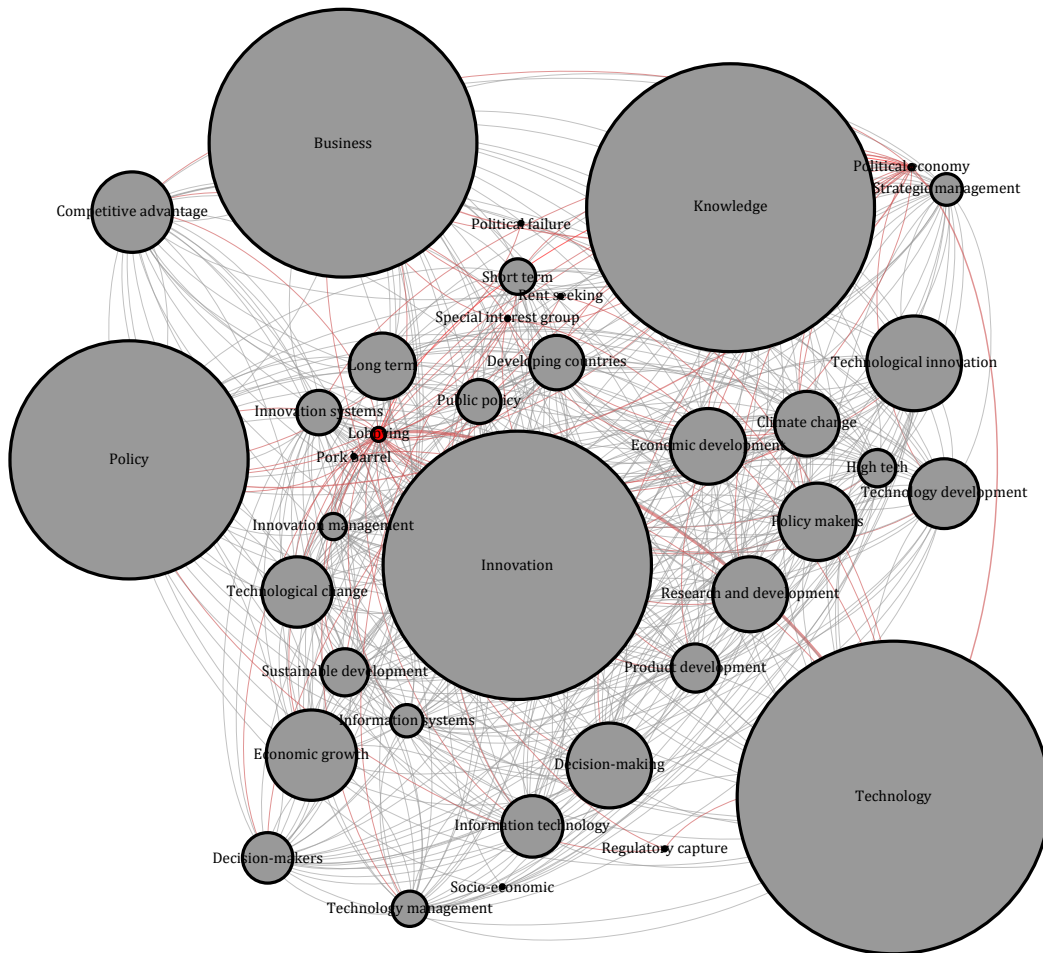 Business
Knowledge
Political economy
Strategic management
Competitive advantage
Political failure
Short term
Rent seeking
Special interest group
Developing countries
Long term
Technological innovation
Public policy
Innovation systems
Climate change
Lobbying
Economic development
Policy
Pork barrel
High tech
Technology development
Innovation management
Policy makers
Innovation
Technological change
Research and development
Sustainable development
Product development
Information systems
Economic growth
Decision-making
Technology
Information technology
Regulatory capture
Decision-makers
Socio-economic
Technology management